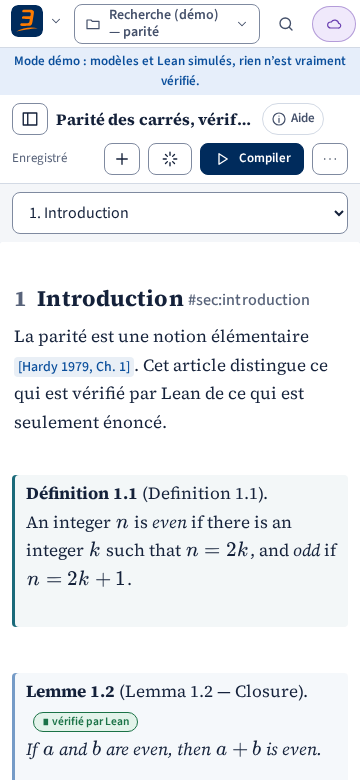 Recherche (démo)
— parité
Mode démo : modèles et Lean simulés, rien n’est vraiment
vérifié.
Parité des carrés, vérif…
Aide
Enregistré
Compiler
1. Introduction
1 Introduction #sec:introduction
La parité est une notion élémentaire
[Hardy 1979, Ch. 1]. Cet article distingue ce
qui est vérifié par Lean de ce qui est
seulement énoncé.
Définition 1.1 (Definition 1.1).
An integer n is even if there is an
integer k such that n = 2k, and odd if
n = 2k + 1.
Lemme 1.2 (Lemma 1.2 — Closure).
vérifié par Lean
If a and b are even, then a + b is even.